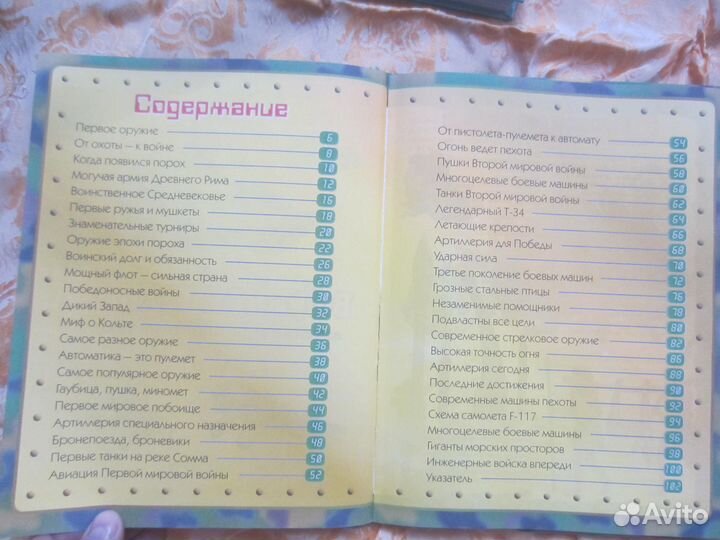 Содержание
Первое оружие 6
От охоты – к войне 8
Когда появился порох 10
Могучая армия Древнего Рима 12
Воинственное Средневековье 16
Первые ружья и мушкеты 18
Знаменательные турниры 20
Оружие эпохи пороха 22
Воинский долг и обязанность 26
Мощный флот – сильная страна 28
Победоносные войны 30
Дикий Запад 32
Миф о Кольте 34
Самое разное оружие 36
Автоматика – это пулемет 38
Самое популярное оружие 40
Гаубица, пушка, миномет 42
Первое мировое побоище 44
Артиллерия специального назначения 46
Бронепоезда, броневики 48
Первые танки на реке Сомма 50
Авиация Первой мировой войны 52
От пистолета-пулемета к автомату 54
Огонь ведет пехота 56
Пушки Второй мировой войны 58
Многоцелевые боевые машины 60
Танки Второй мировой войны 62
Легендарный Т-34 64
Летающие крепости 66
Артиллерия для Победы 68
Ударная сила 70
Третье поколение боевых машин 72
Грозные стальные птицы 76
Незаменимые помощники 78
Подвластны все цели 80
Современное стрелковое оружие 82
Высокая точность огня 86
Артиллерия сегодня 88
Последние достижения 90
Современные машины пехоты 92
Схема самолета F-117 94
Многоцелевые боевые машины 96
Гиганты морских просторов 98
Инженерные войска впереди 100
Указатель 102
Avito